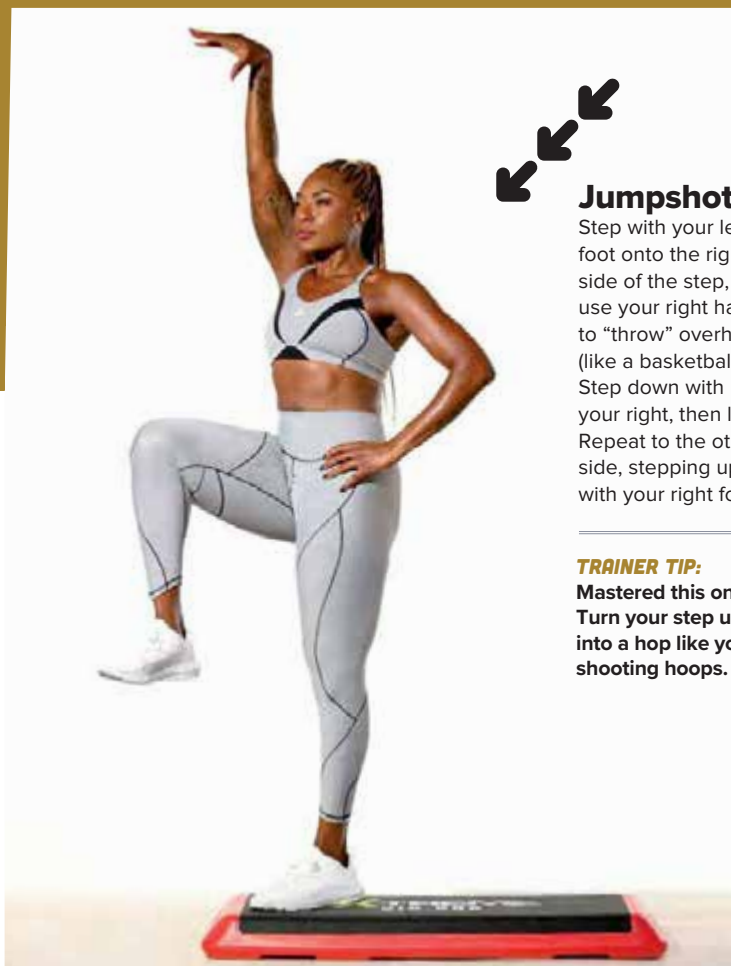 Jumpshot
Step with your le
foot onto the rig
side of the step,
use your right ha
to “throw” overh
(like a basketbal
Step down with
your right, then l
Repeat to the ot
side, stepping up
with your right fo
TRAINER TIP:
Mastered this on
Turn your step u
into a hop like yo
shooting hoops.